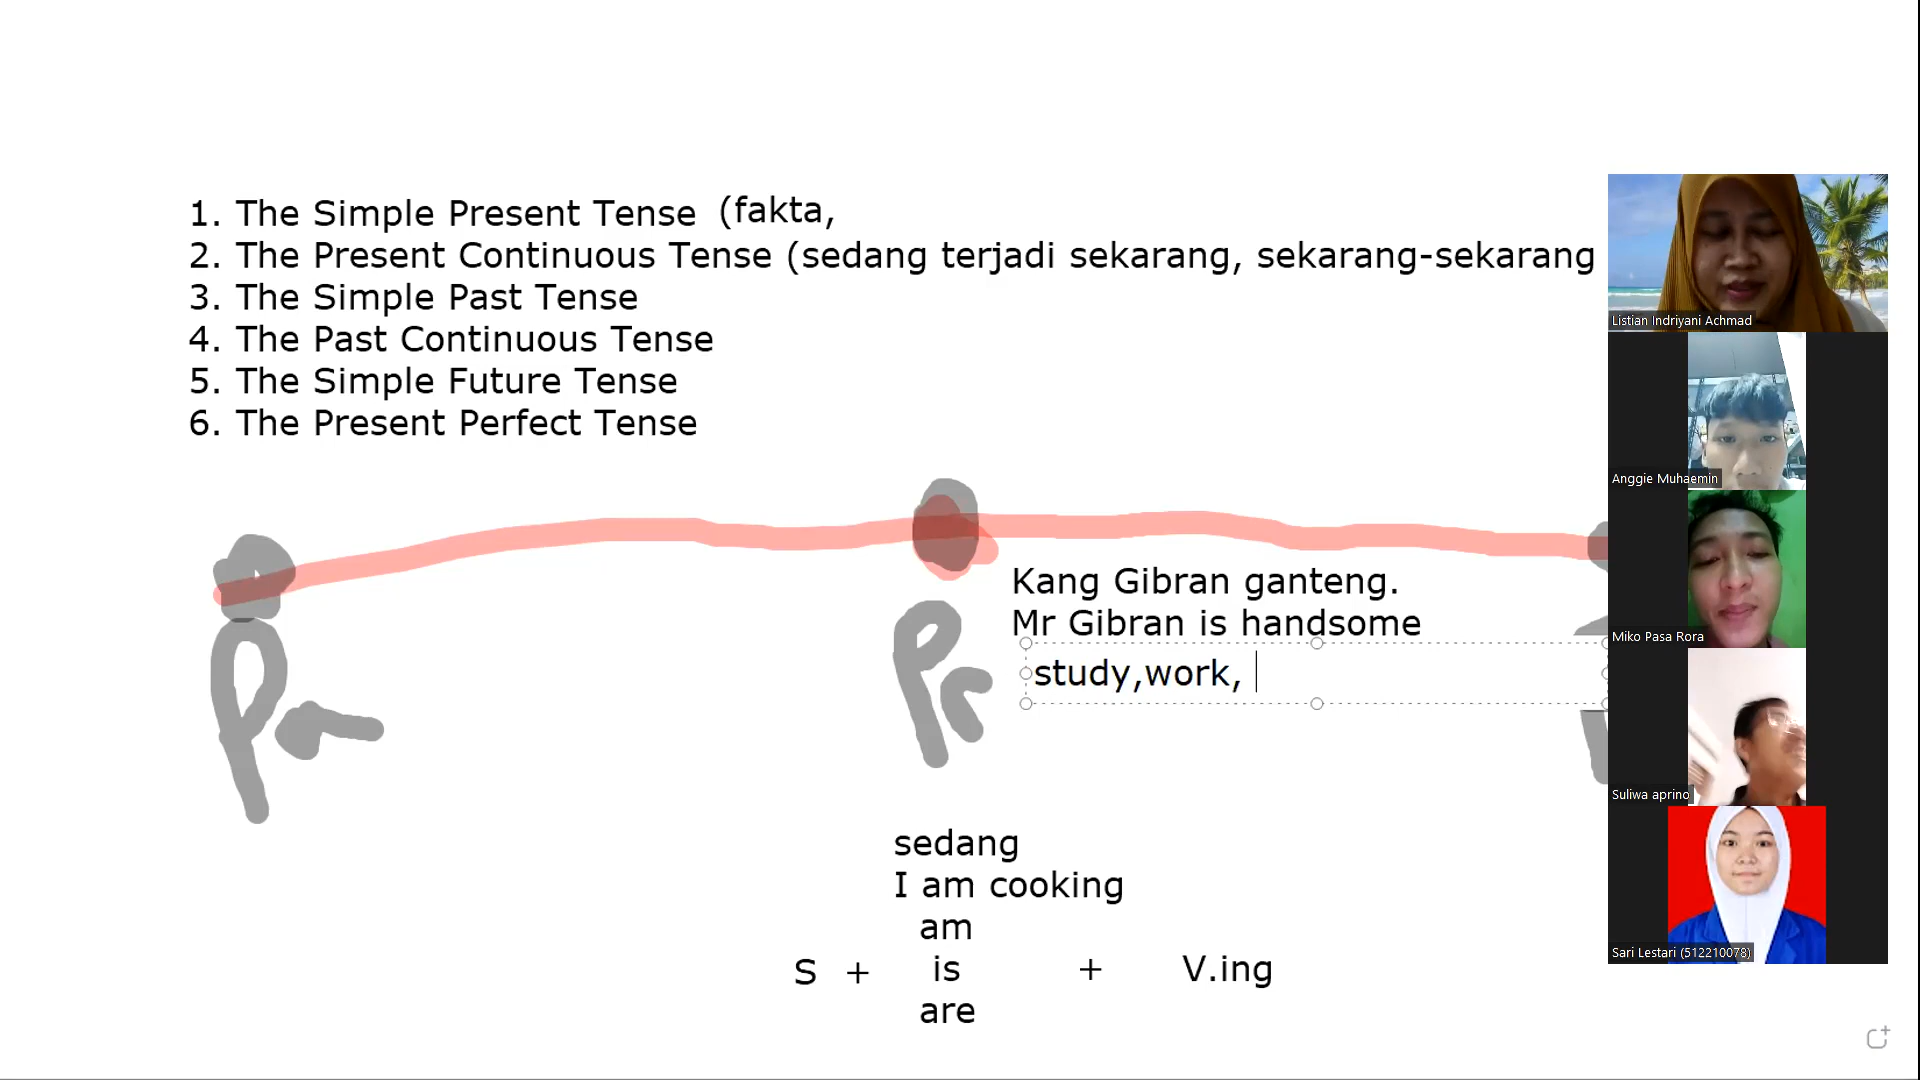 1. The Simple Present Tense (fakta,
2. The Present Continuous Tense (sedang terjadi sekarang, sekarang-sekarang
3. The Simple Past Tense
4. The Past Continuous Tense
5. The Simple Future Tense
6. The Present Perfect Tense
Pa
Pr
Kang Gibran ganteng.
Mr Gibran is handsome
study,work,
sedang
I am cooking
am
S + is + V.ing
are
Listian Indriyani Achmad
Anggie Muhaemin
Miko Pasa Rora
Suliwa aprino
Sari Lestari (512210078)